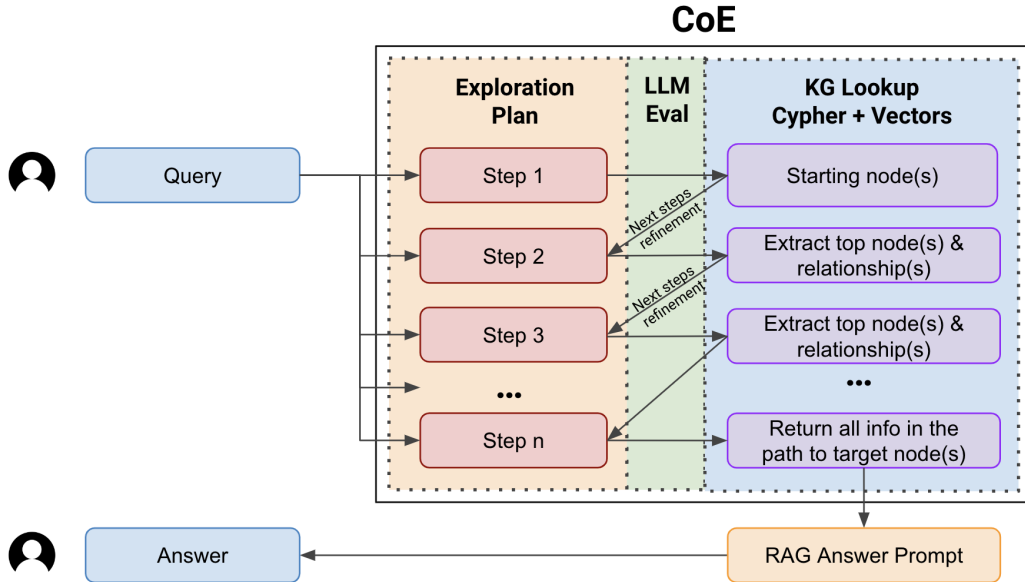 CoE
Exploration
Plan
LLM
Eval
KG Lookup
Cypher + Vectors
Query
Step 1
Starting node(s)
Next steps
refinement
Step 2
Extract top node(s) &
relationship(s)
Next steps
refinement
Step 3
Extract top node(s) &
relationship(s)
...
...
Step n
Return all info in the
path to target node(s)
Answer
RAG Answer Prompt